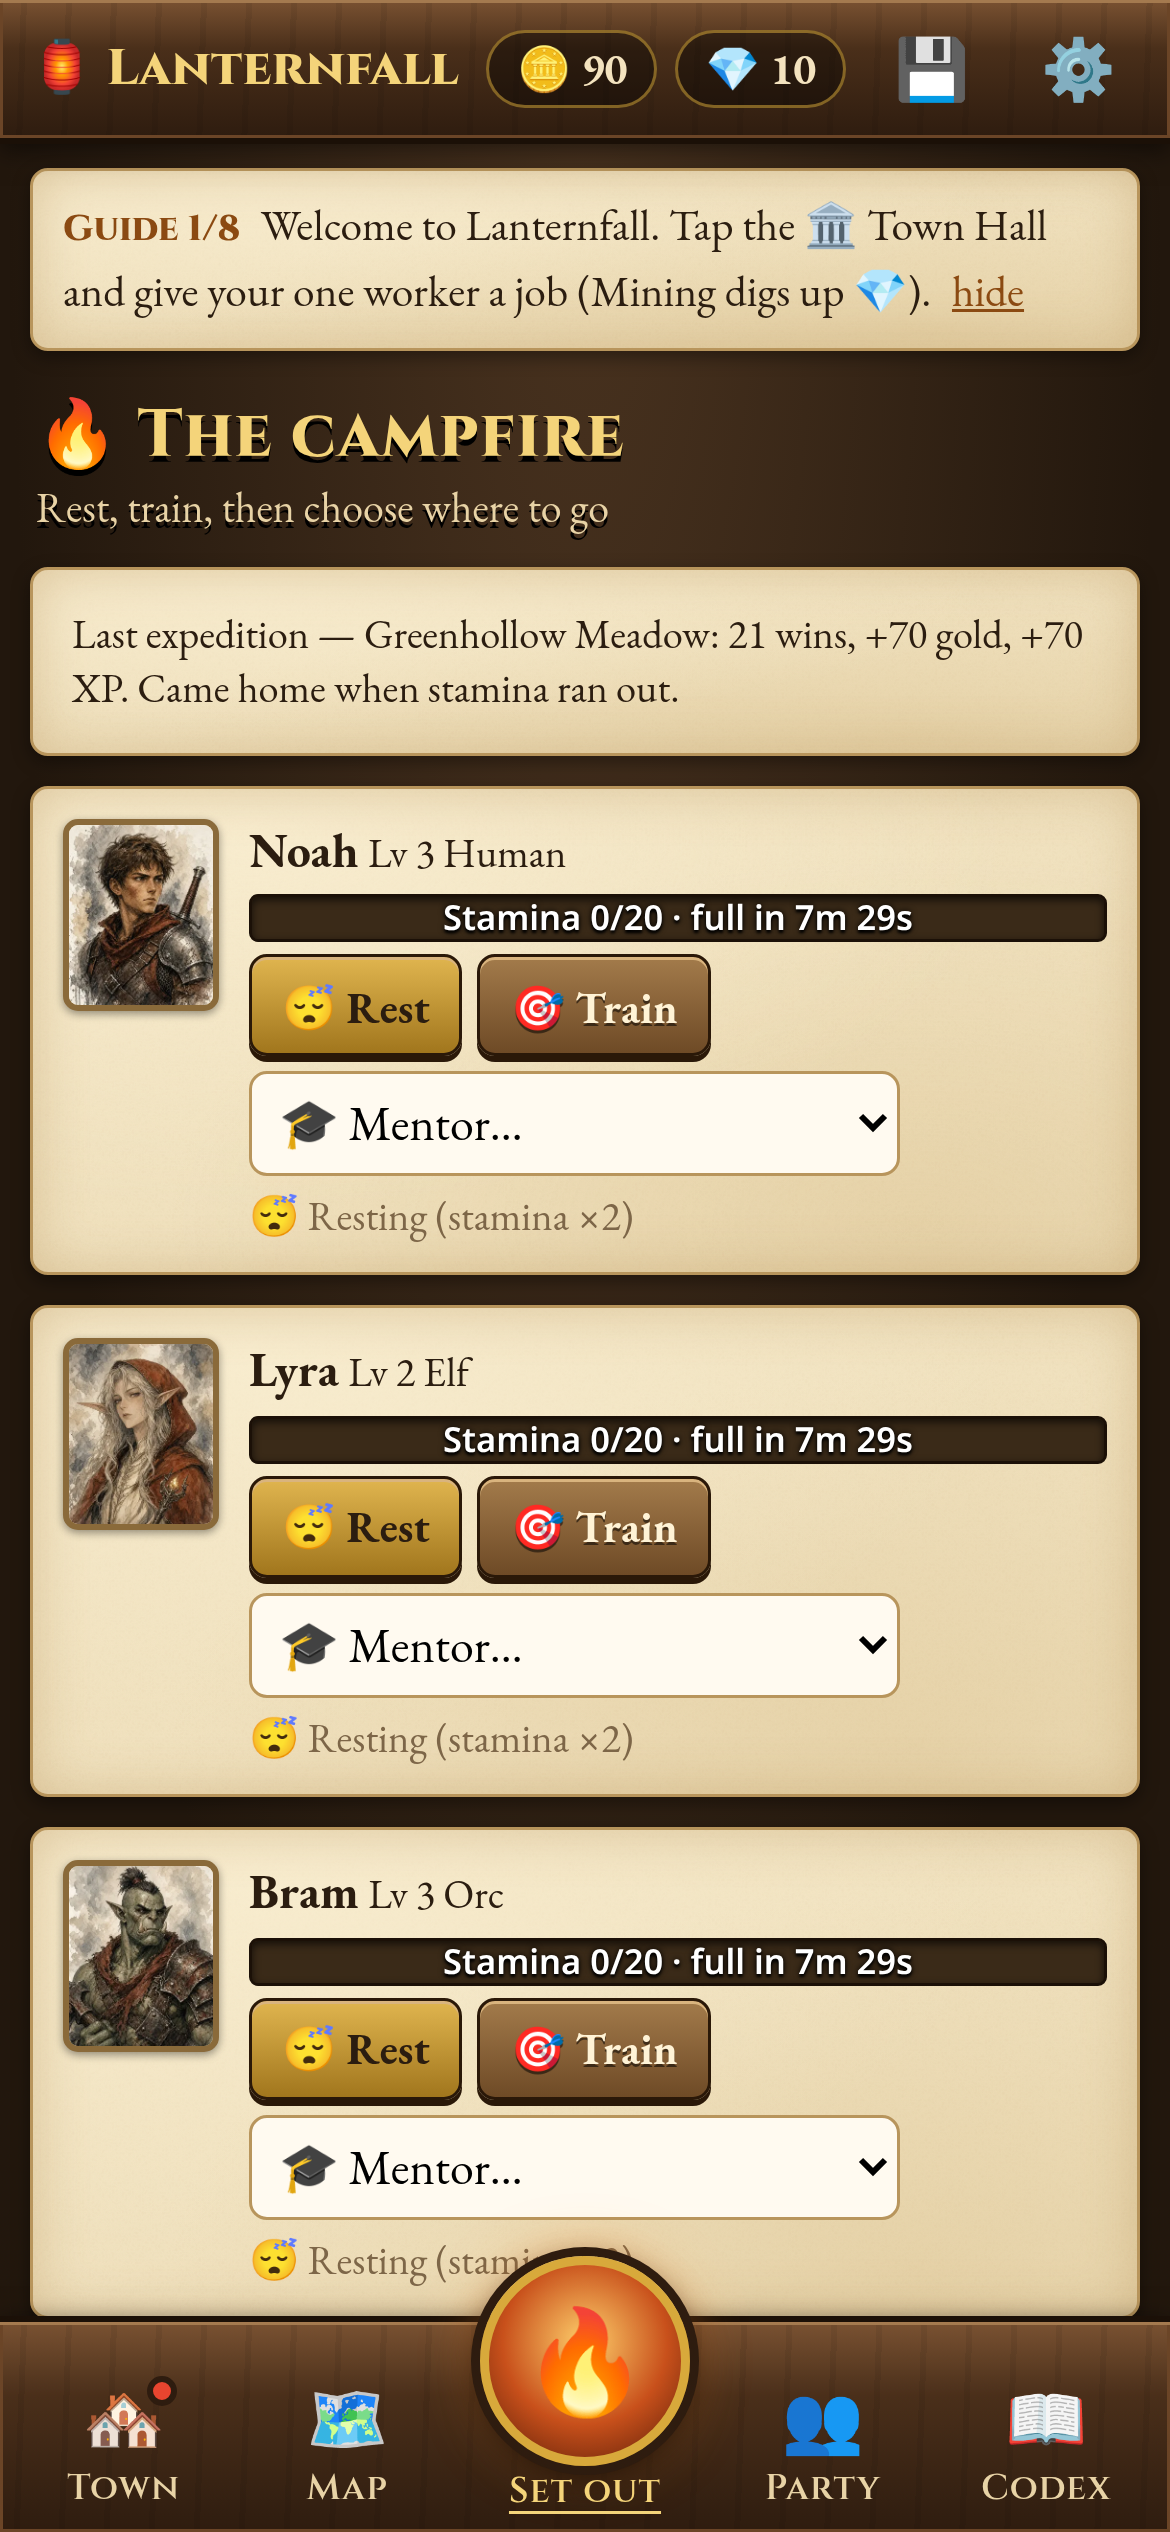 Lanternfall 90 10
Guide 1/8 Welcome to Lanternfall. Tap the Town Hall
and give your one worker a job (Mining digs up ). hide
The campfire
Rest, train, then choose where to go
Last expedition — Greenhollow Meadow: 21 wins, +70 gold, +70
XP. Came home when stamina ran out.
Noah Lv 3 Human
Stamina 0/20 · full in 7m 29s
Rest Train
Mentor...
Resting (stamina ×2)
Lyra Lv 2 Elf
Stamina 0/20 · full in 7m 29s
Rest Train
Mentor...
Resting (stamina ×2)
Bram Lv 3 Orc
Stamina 0/20 · full in 7m 29s
Rest Train
Mentor...
Resting
Town Map Set out Party Codex